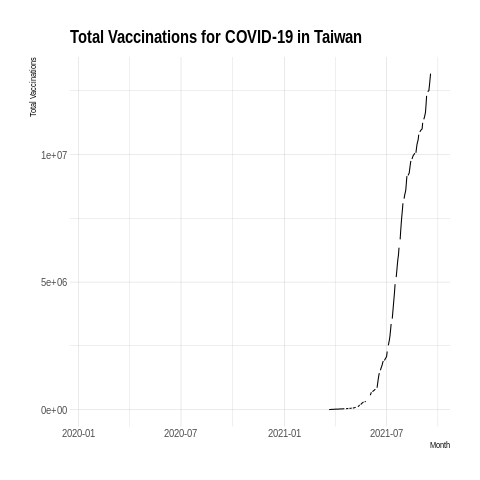 Total Vaccinations for COVID-19 in Taiwan
Total Vaccinations
1e+07
5e+06
0e+00
2020-01
2020-07
2021-01
2021-07
Month